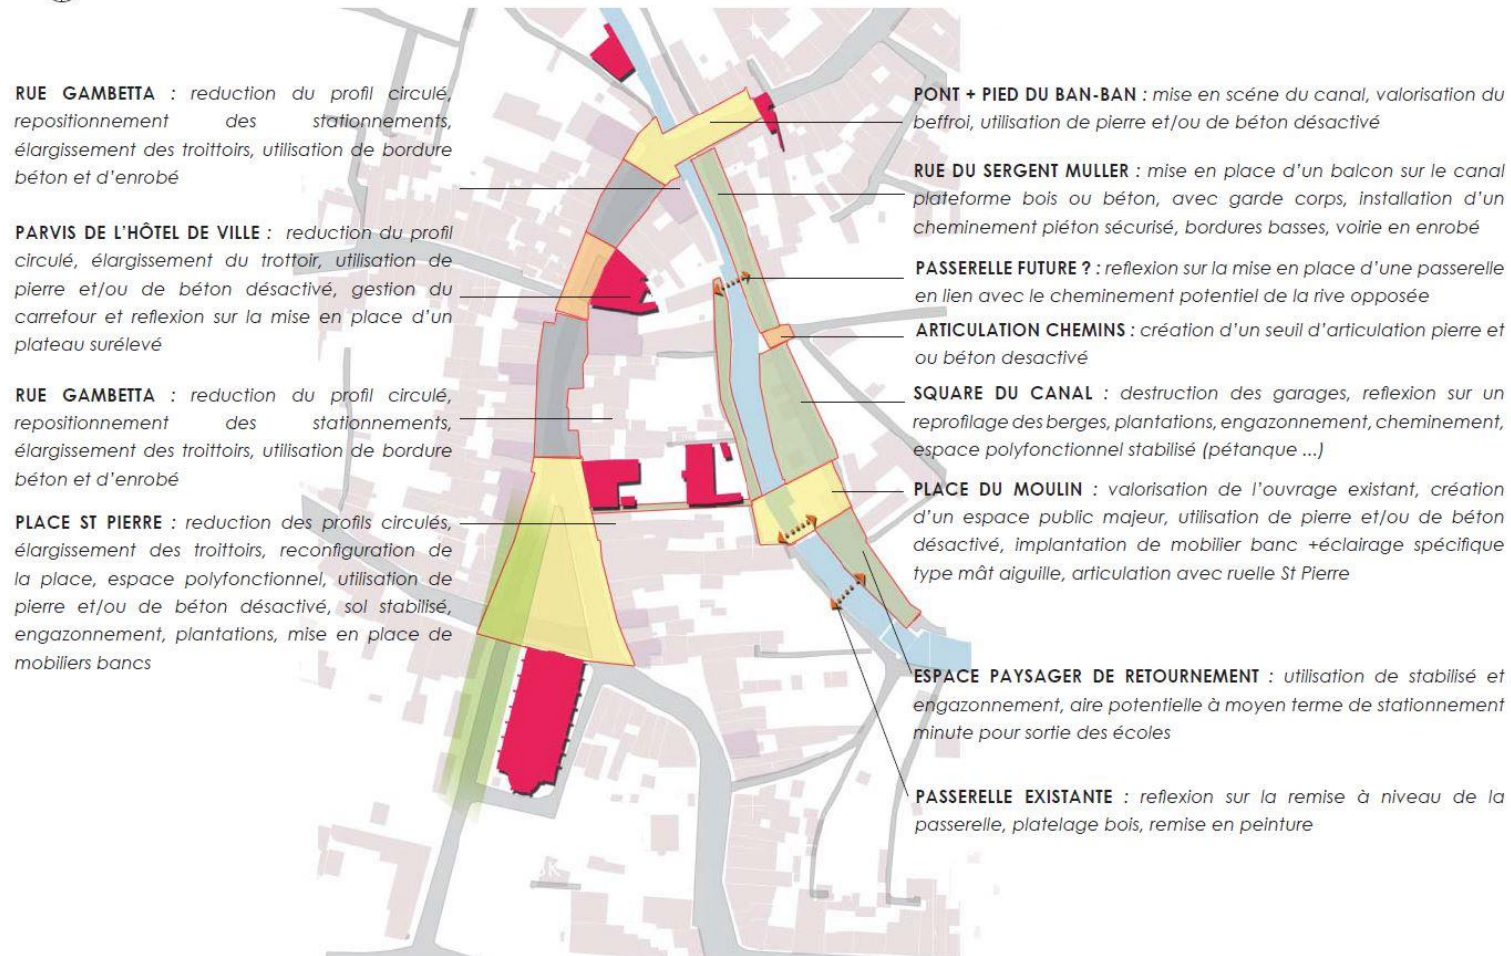 RUE GAMBETTA : reduction du profil circulé,
repositionnement des stationnements,
élargissement des troittoirs, utilisation de bordure
béton et d'enrobé
PARVIS DE L'HÔTEL DE VILLE : reduction du profil
circulé, élargissement du trottoir, utilisation de
pierre et/ou de béton désactivé, gestion du
carrefour et reflexion sur la mise en place d'un
plateau surélevé
RUE GAMBETTA : reduction du profil circulé,
repositionnement des stationnements,
élargissement des troittoirs, utilisation de bordure
béton et d'enrobé
PLACE ST PIERRE : reduction des profils circulés,
élargissement des troittoirs, reconfiguration de
la place, espace polyfonctionnel, utilisation de
pierre et/ou de béton désactivé, sol stabilisé,
engazonnement, plantations, mise en place de
mobiliers bancs
PONT + PIED DU BAN-BAN : mise en scéne du canal, valorisation du
beffroi, utilisation de pierre et/ou de béton désactivé
RUE DU SERGENT MULLER : mise en place d'un balcon sur le canal
plateforme bois ou béton, avec garde corps, installation d'un
cheminement piéton sécurisé, bordures basses, voirie en enrobé
PASSERELLE FUTURE ? : reflexion sur la mise en place d'une passerelle
en lien avec le cheminement potentiel de la rive opposée
ARTICULATION CHEMINS : création d'un seuil d'articulation pierre et
ou béton desactivé
SQUARE DU CANAL : destruction des garages, reflexion sur un
reprofilage des berges, plantations, engazonnement, cheminement,
espace polyfonctionnel stabilisé (pétanque ...)
PLACE DU MOULIN : valorisation de l'ouvrage existant, création
d'un espace public majeur, utilisation de pierre et/ou de béton
désactivé, implantation de mobilier banc +éclairage spécifique
type mât aiguille, articulation avec ruelle St Pierre
ESPACE PAYSAGER DE RETOURNEMENT : utilisation de stabilisé et
engazonnement, aire potentielle à moyen terme de stationnement
minute pour sortie des écoles
PASSERELLE EXISTANTE : reflexion sur la remise à niveau de la
passerelle, platelage bois, remise en peinture